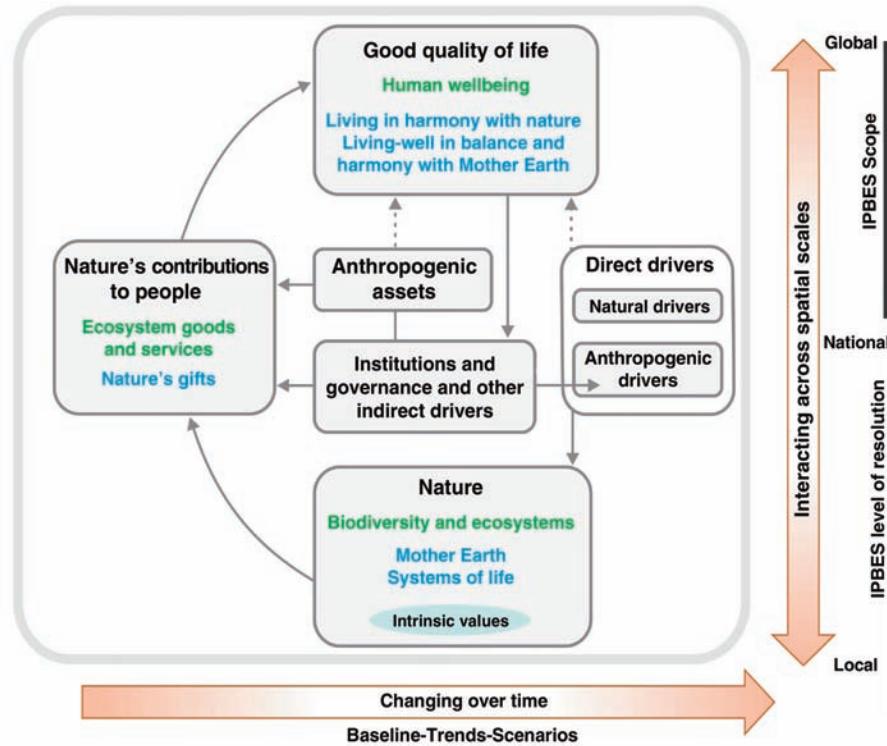 Good quality of life
Human wellbeing
Living in harmony with nature
Living-well in balance and
harmony with Mother Earth
Nature's contributions
to people
Ecosystem goods
and services
Nature's gifts
Anthropogenic
assets
Institutions and
governance and other
indirect drivers
Direct drivers
Natural drivers
Anthropogenic
drivers
Nature
Biodiversity and ecosystems
Mother Earth
Systems of life
Intrinsic values
Changing over time
Baseline-Trends-Scenarios
Interacting across spatial scales
Global
National
Local
IPBES Scope
IPBES level of resolution